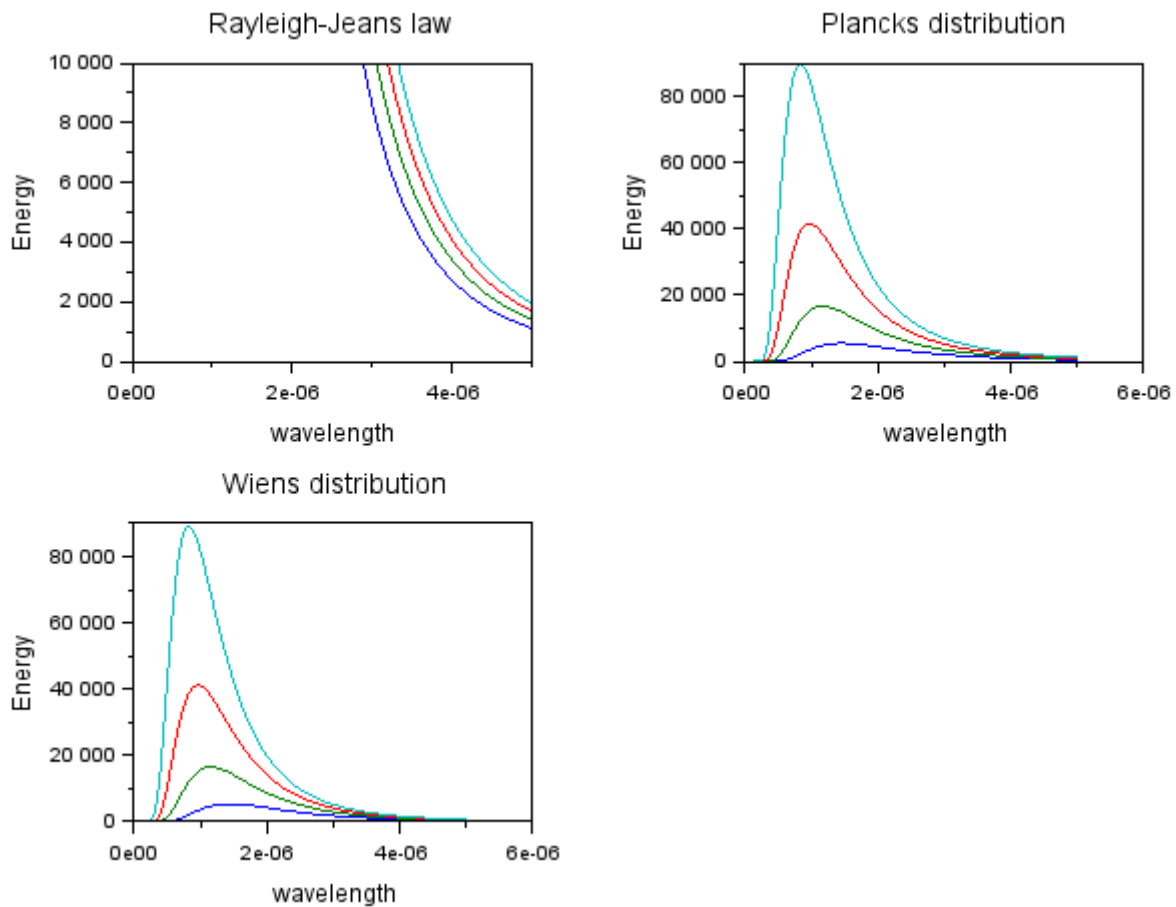 Rayleigh-Jeans law
10 000
8 000
6 000
4 000
2 000
0
Energy
0e00 2e-06 4e-06
wavelength
Plancks distribution
80 000
60 000
40 000
20 000
0
Energy
0e00 2e-06 4e-06 6e-06
wavelength
Wiens distribution
80 000
60 000
40 000
20 000
0
Energy
0e00 2e-06 4e-06 6e-06
wavelength